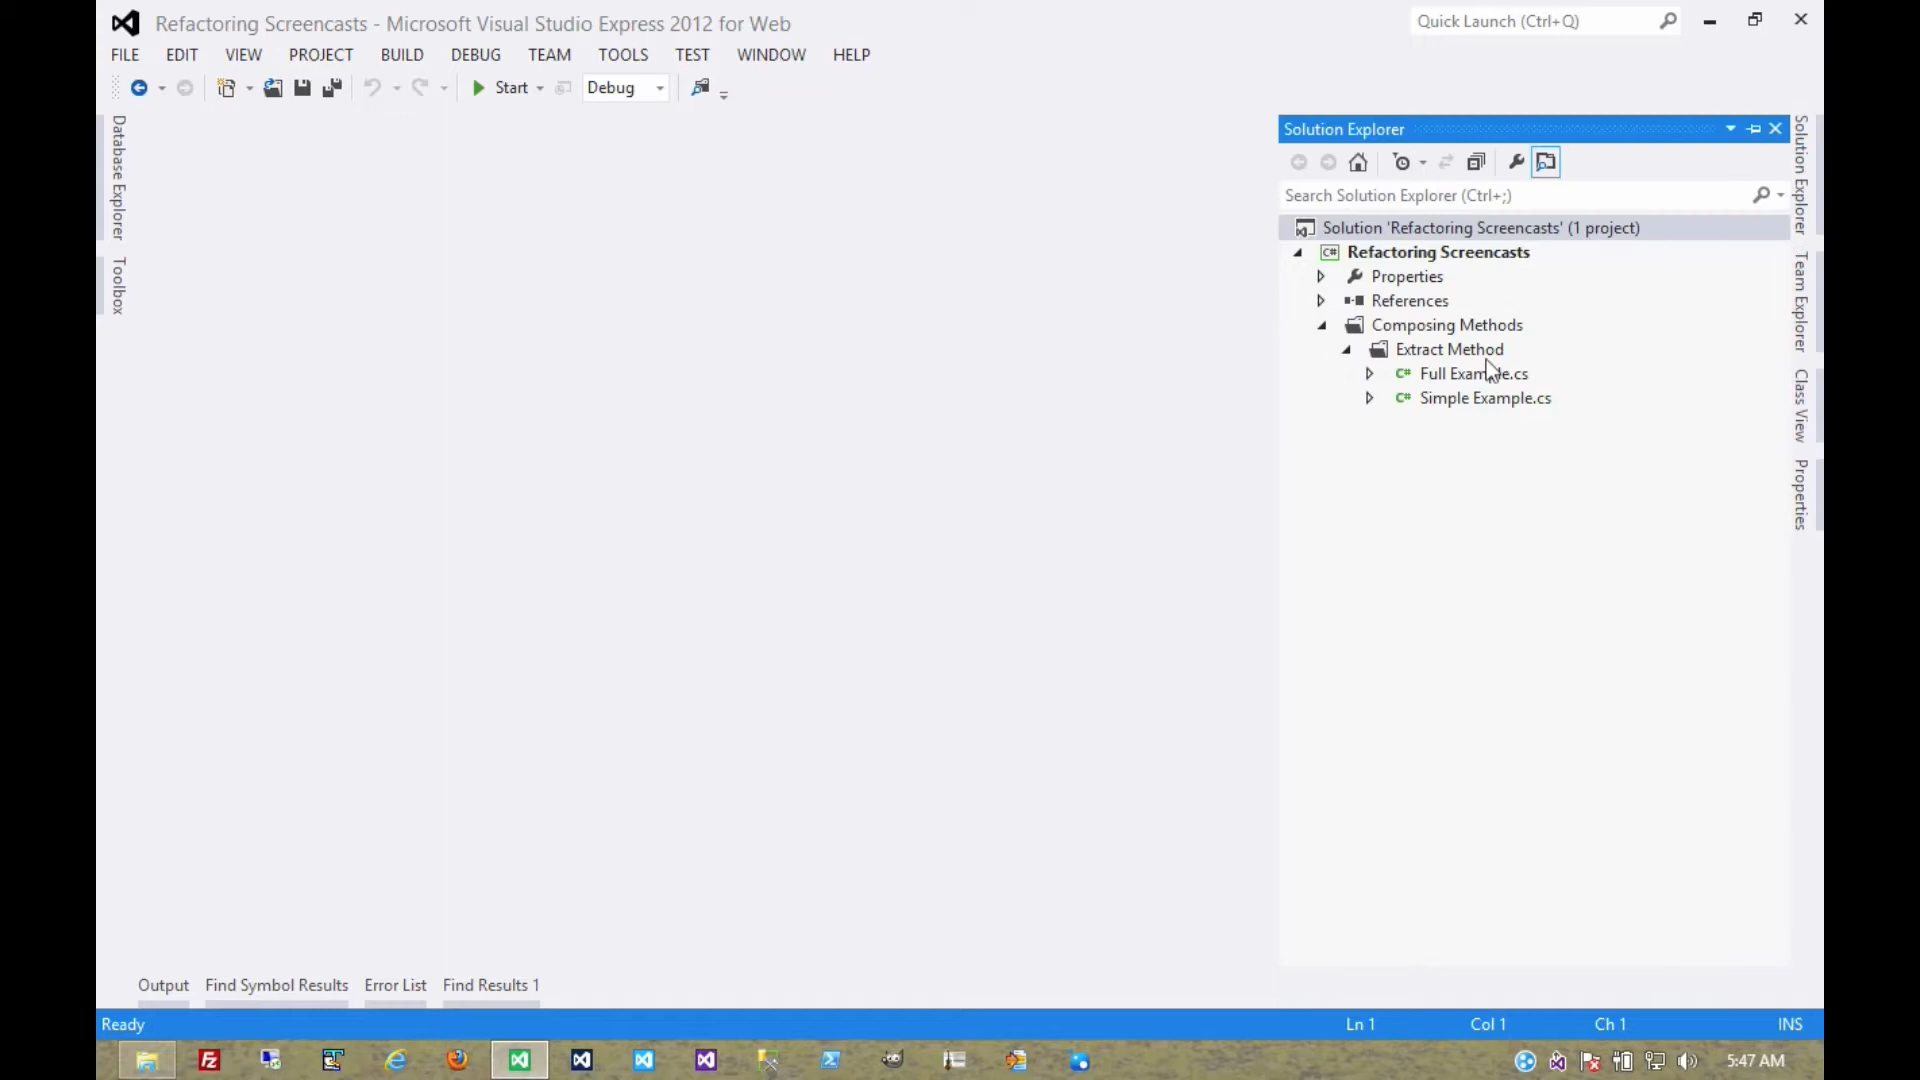 Refactoring Screencasts - Microsoft Visual Studio Express 2012 for Web
Quick Launch (Ctrl+Q)
FILE EDIT VIEW PROJECT BUILD DEBUG TEAM TOOLS TEST WINDOW HELP
Start Debug
Database Explorer
Toolbox
Solution Explorer
Search Solution Explorer (Ctrl+;)
Solution 'Refactoring Screencasts' (1 project)
C# Refactoring Screencasts
Properties
References
Composing Methods
Extract Method
C# Full Example.cs
C# Simple Example.cs
Solution Explorer
Team Explorer
Class View
Properties
Output Find Symbol Results Error List Find Results 1
Ready Ln 1 Col 1 Ch 1 INS
5:47 AM